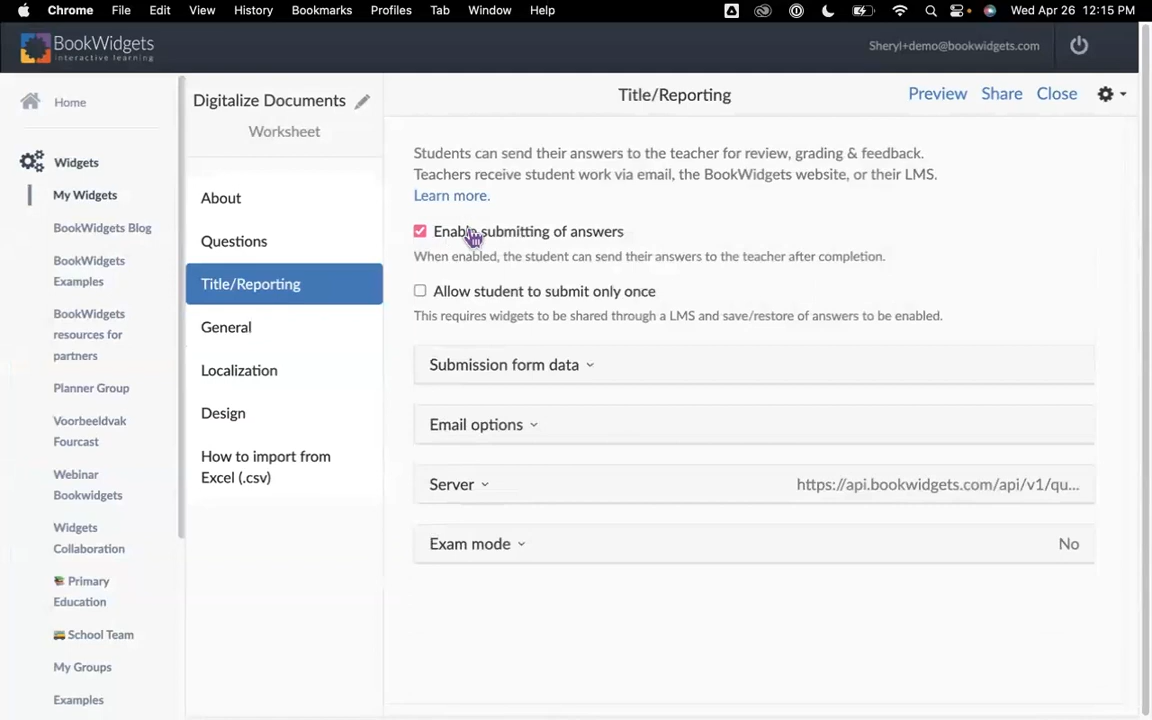 Chrome File Edit View History Bookmarks Profiles Tab Window Help Wed Apr 26 12:15 PM
BookWidgets
interactive learning
Sheryl+demo@bookwidgets.com
Home
Widgets
My Widgets
BookWidgets Blog
BookWidgets
Examples
BookWidgets
resources for
partners
Planner Group
Voorbeeldvak
Fourcast
Webinar
Bookwidgets
Widgets
Collaboration
Primary
Education
School Team
My Groups
Examples
Digitalize Documents
Worksheet
About
Questions
Title/Reporting
General
Localization
Design
How to import from
Excel (.csv)
Title/Reporting
Preview Share Close
Students can send their answers to the teacher for review, grading & feedback.
Teachers receive student work via email, the BookWidgets website, or their LMS.
Learn more.
Enable submitting of answers
When enabled, the student can send their answers to the teacher after completion.
Allow student to submit only once
This requires widgets to be shared through a LMS and save/restore of answers to be enabled.
Submission form data
Email options
Server https://api.bookwidgets.com/api/v1/qu...
Exam mode No